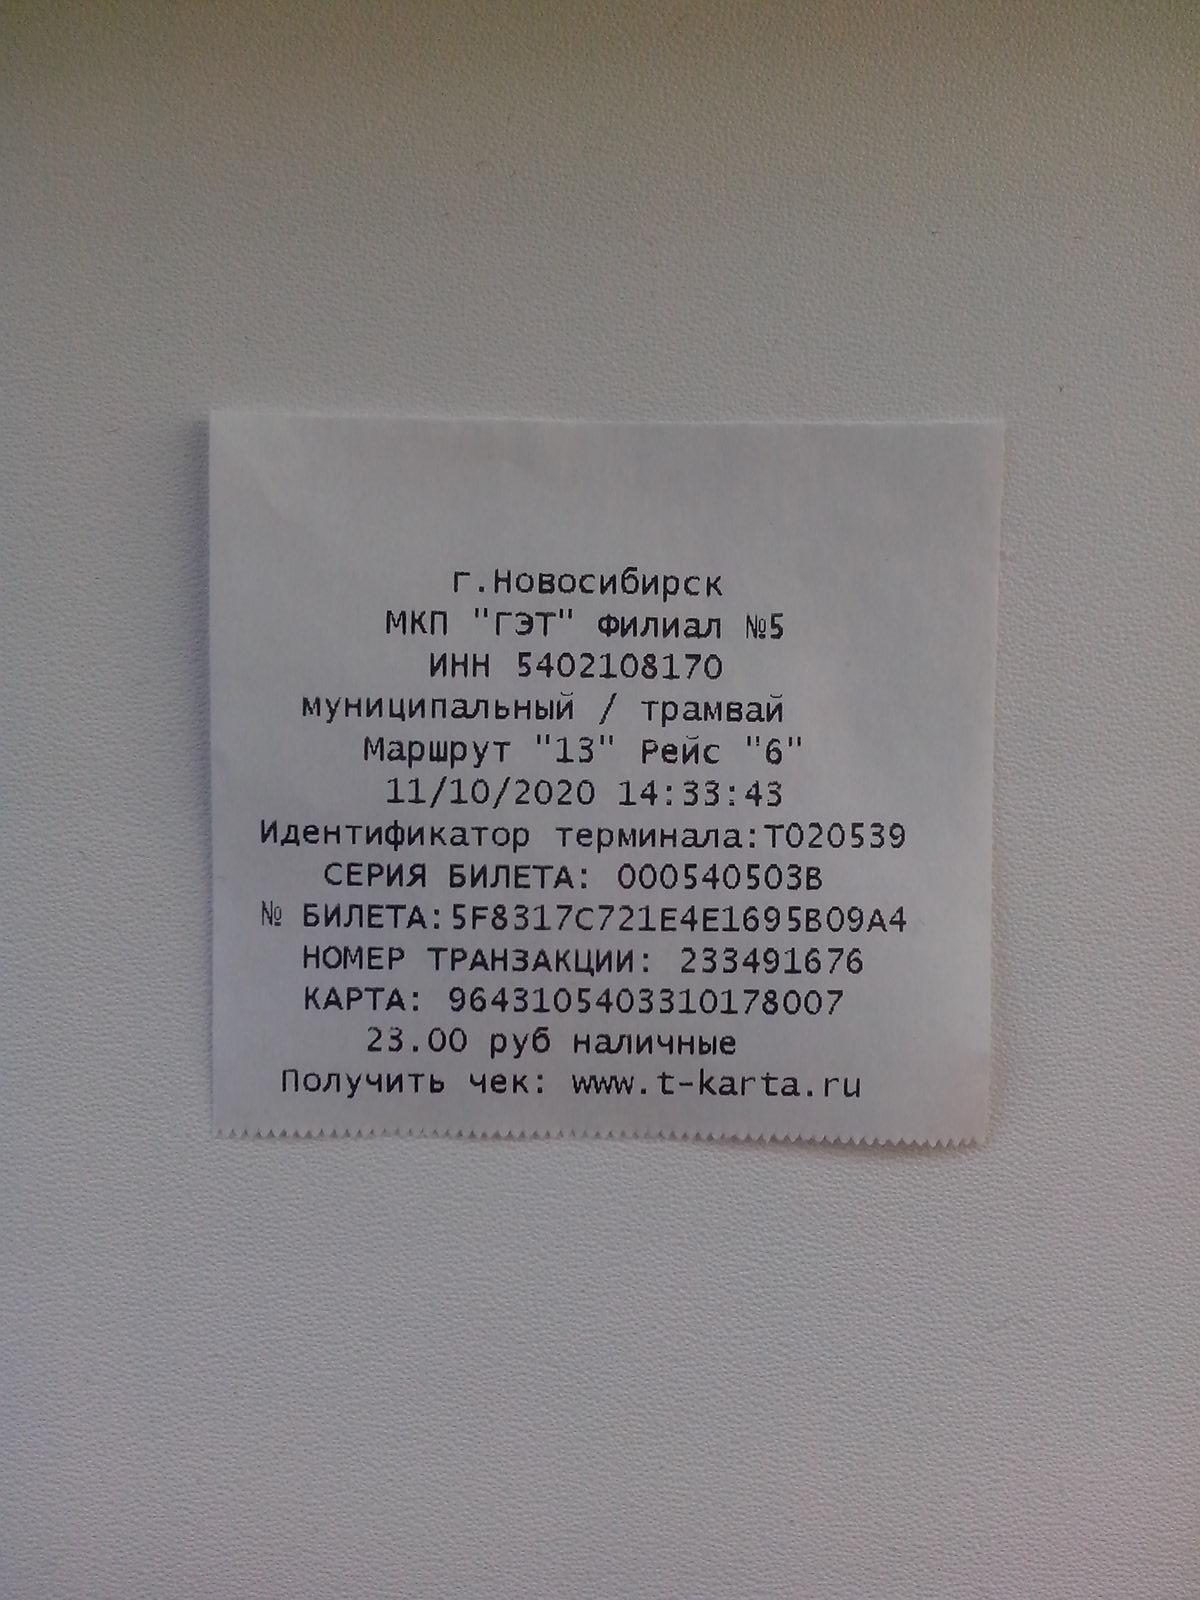 г.Новосибирск
МКП "ГЭТ" Филиал №5
ИНН 5402108170
муниципальный / трамвай
Маршрут "13" Рейс "6"
11/10/2020 14:33:43
Идентификатор терминала:T020539
СЕРИЯ БИЛЕТА: 000540503B
№ БИЛЕТА:5F8317C721E4E1695B09A4
НОМЕР ТРАНЗАКЦИИ: 233491676
КАРТА: 9643105403310178007
23.00 руб наличные
Получить чек: www.t-karta.ru